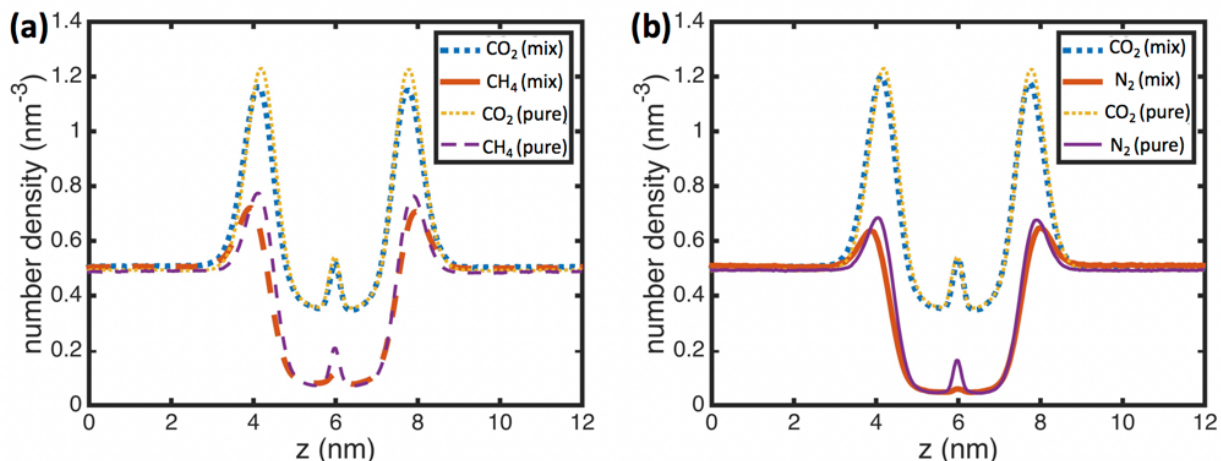 (a)
number density (nm⁻³)
1.4
1.2
1
0.8
0.6
0.4
0.2
0
CO₂ (mix)
CH₄ (mix)
CO₂ (pure)
CH₄ (pure)
0 2 4 6 8 10 12
z (nm)
(b)
number density (nm⁻³)
1.4
1.2
1
0.8
0.6
0.4
0.2
0
CO₂ (mix)
N₂ (mix)
CO₂ (pure)
N₂ (pure)
0 2 4 6 8 10 12
z (nm)